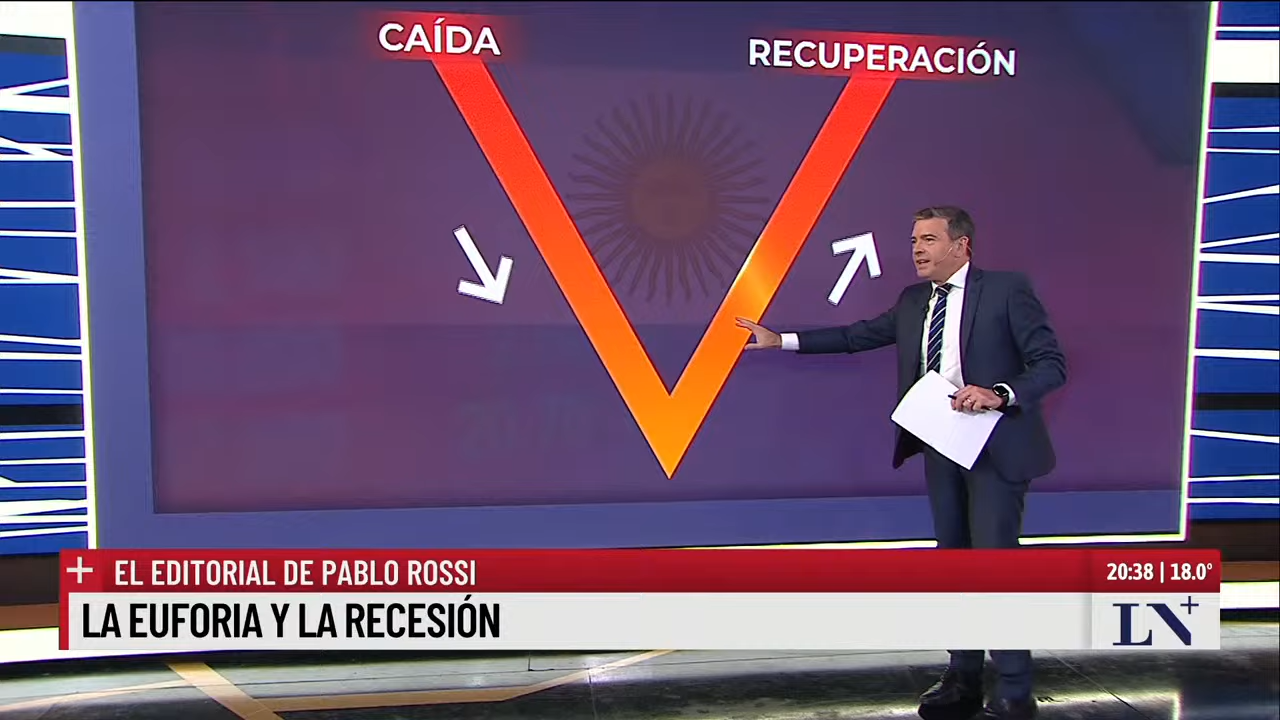 CAÍDA
RECUPERACIÓN
EL EDITORIAL DE PABLO ROSSI
20:38 | 18.0°
LA EUFORIA Y LA RECESIÓN
LN+